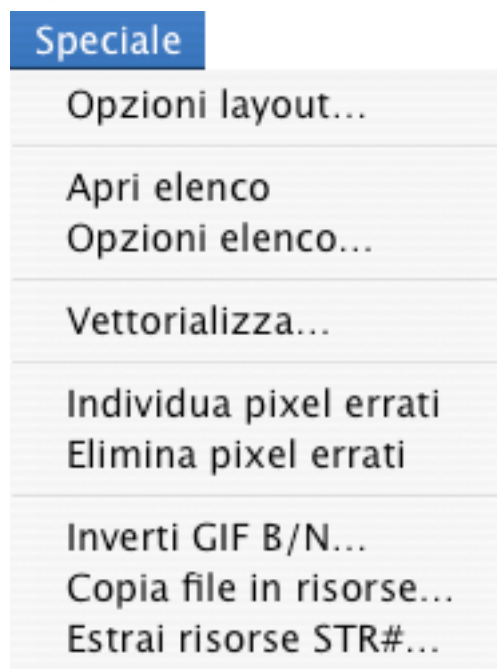 Speciale
Opzioni layout...
Apri elenco
Opzioni elenco...
Vettorializza...
Individua pixel errati
Elimina pixel errati
Inverti GIF B/N...
Copia file in risorse...
Estrai risorse STR#...